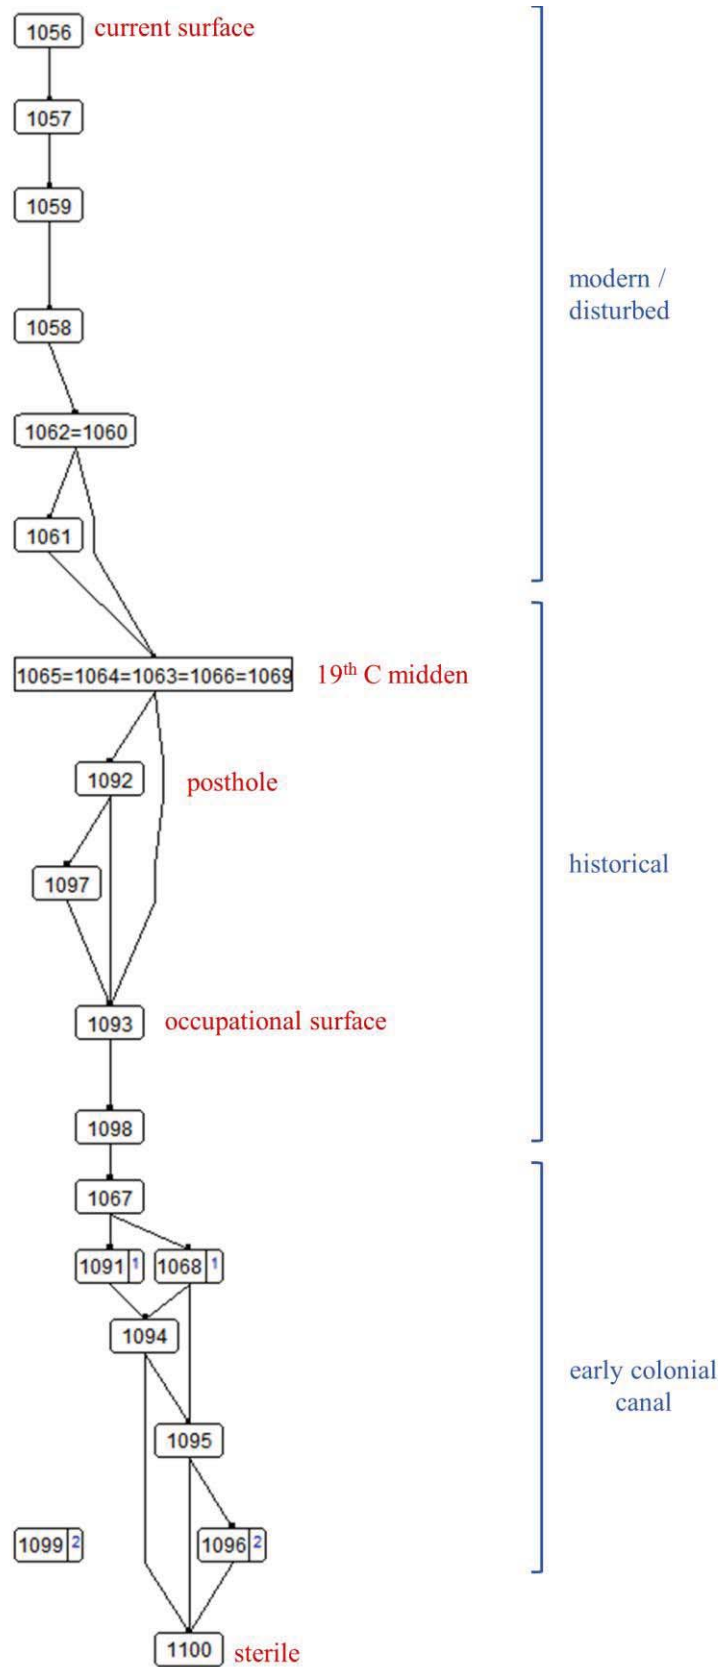 1056 current surface
1057
1059
modern /
disturbed
1058
1062=1060
1061
1065=1064=1063=1066=1069 19th C midden
1092 posthole
historical
1097
1093 occupational surface
1098
1067
1091 1 1068 1
1094
early colonial
canal
1095
1099 2 1096 2
1100 sterile